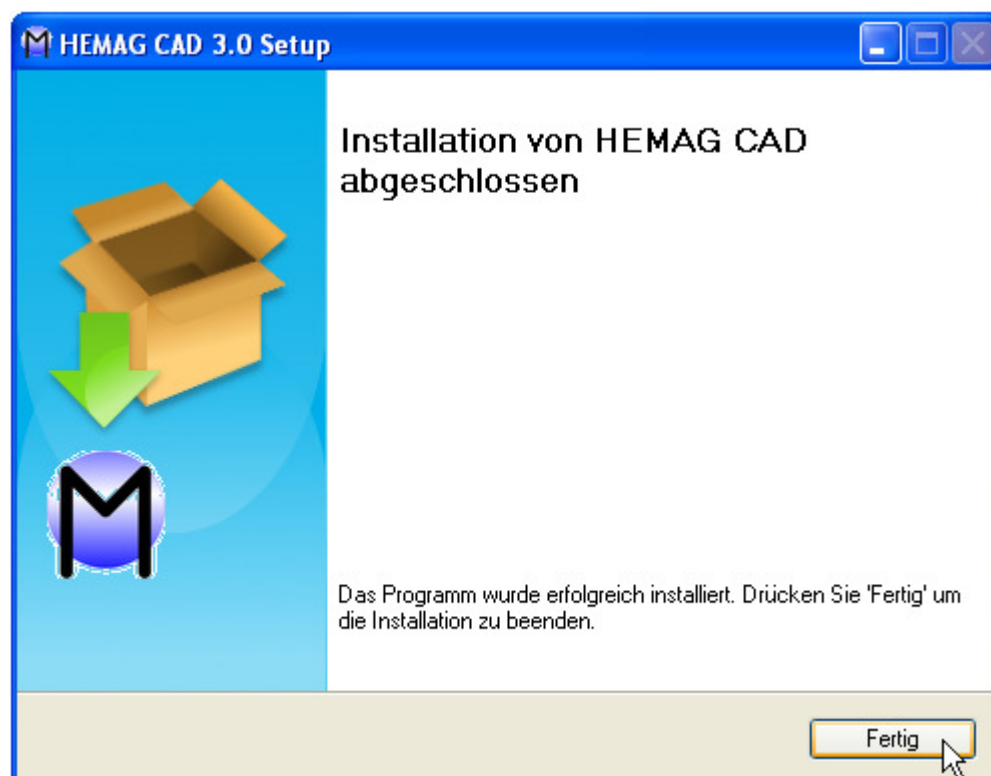 HEMAG CAD 3.0 Setup
Installation von HEMAG CAD
abgeschlossen
Das Programm wurde erfolgreich installiert. Drücken Sie 'Fertig' um
die Installation zu beenden.
Fertig